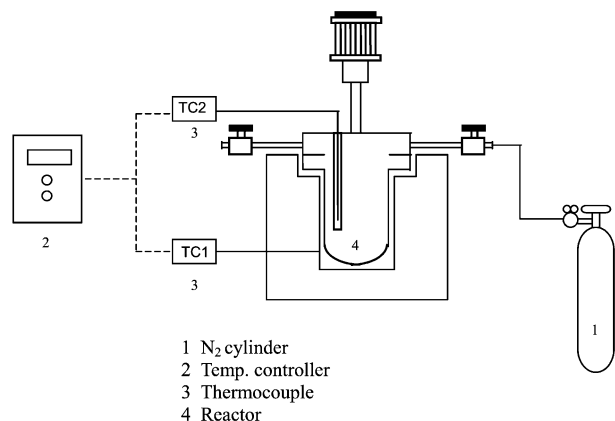 TC2
3
2
TC1
3
4
1
1 N₂ cylinder
2 Temp. controller
3 Thermocouple
4 Reactor